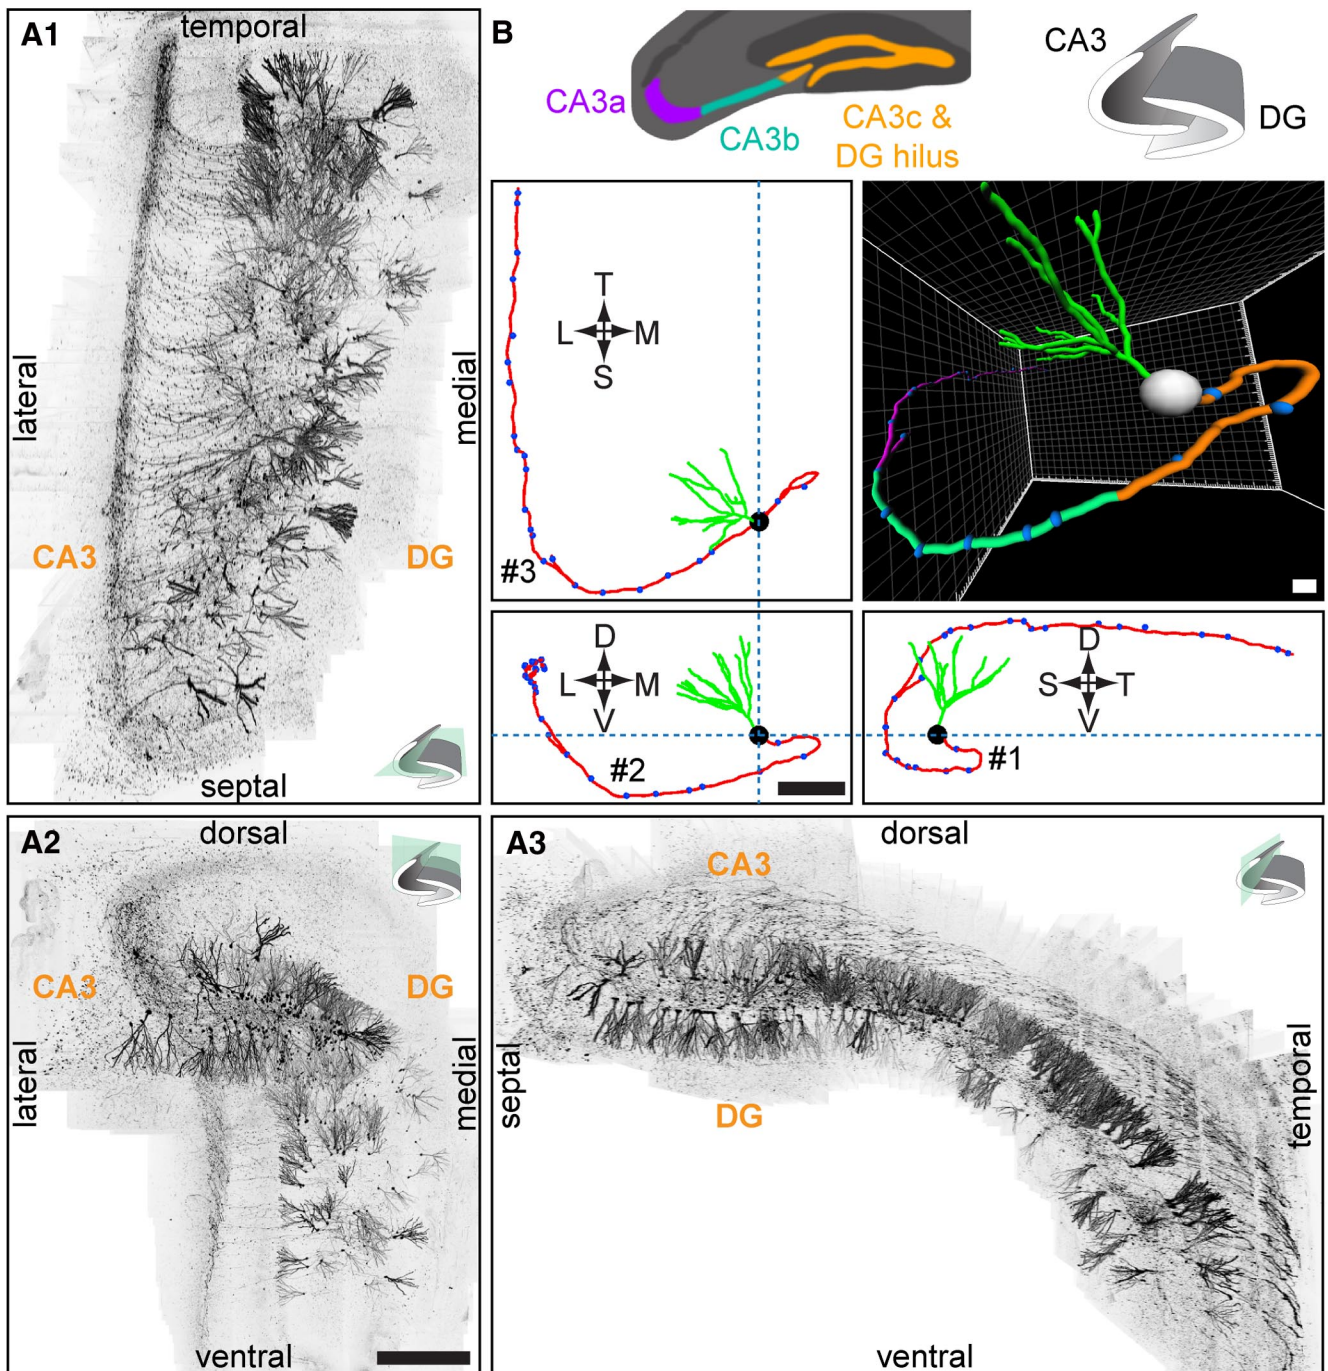 A1
temporal
lateral
medial
CA3
DG
septal
B
CA3a
CA3b
CA3c &
DG hilus
CA3
DG
T
L M
S
#3
D
L M
V
#2
D
S T
V
#1
A2
dorsal
CA3
DG
lateral
medial
ventral
A3
dorsal
CA3
septal
temporal
DG
ventral